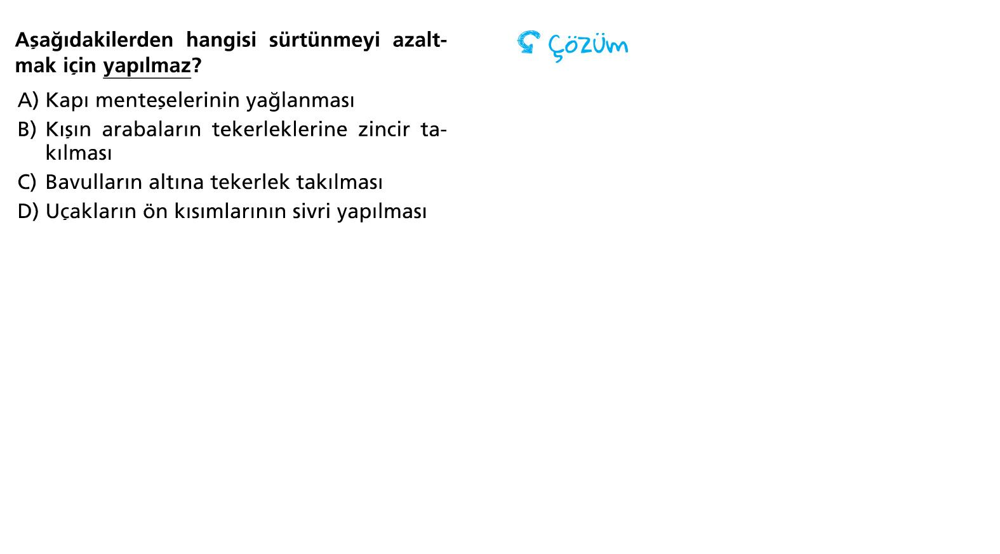 Aşağıdakilerden hangisi sürtünmeyi azalt-
mak için yapılmaz?
A) Kapı menteşelerinin yağlanması
B) Kışın arabaların tekerleklerine zincir ta-
kılması
C) Bavulların altına tekerlek takılması
D) Uçakların ön kısımlarının sivri yapılması
Çözüm